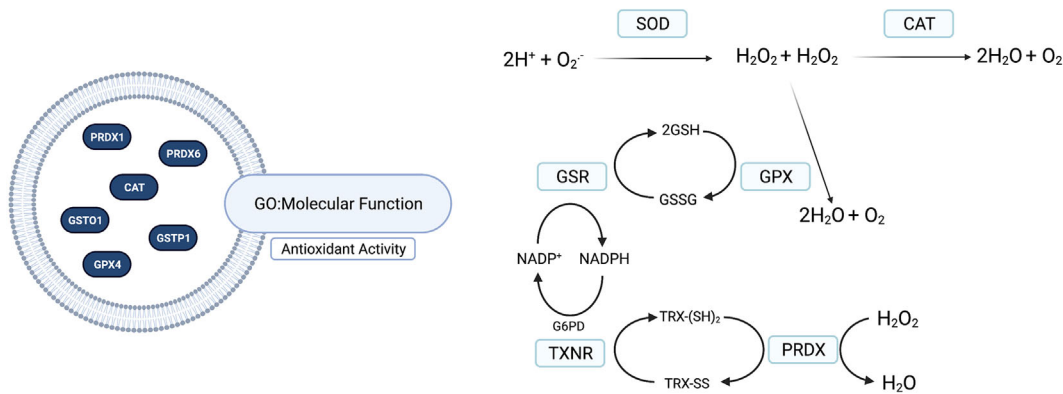 PRDX1
PRDX6
CAT
GSTO1
GSTP1
GPX4
GO:Molecular Function
Antioxidant Activity
SOD
CAT
2H⁺ + O₂·⁻
H₂O₂ + H₂O₂
2H₂O + O₂
2GSH
GSR
GPX
GSSG
2H₂O + O₂
NADP⁺
NADPH
G6PD
TXNR
TRX-(SH)₂
PRDX
TRX-SS
H₂O₂
H₂O